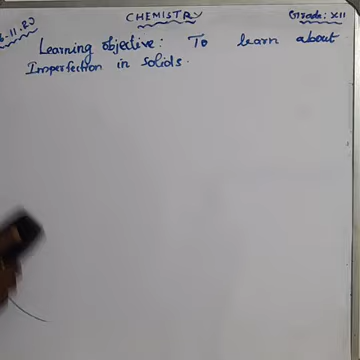 CHEMISTRY
Grade: XII
Learning objective: To learn about
Imperfection in solids.